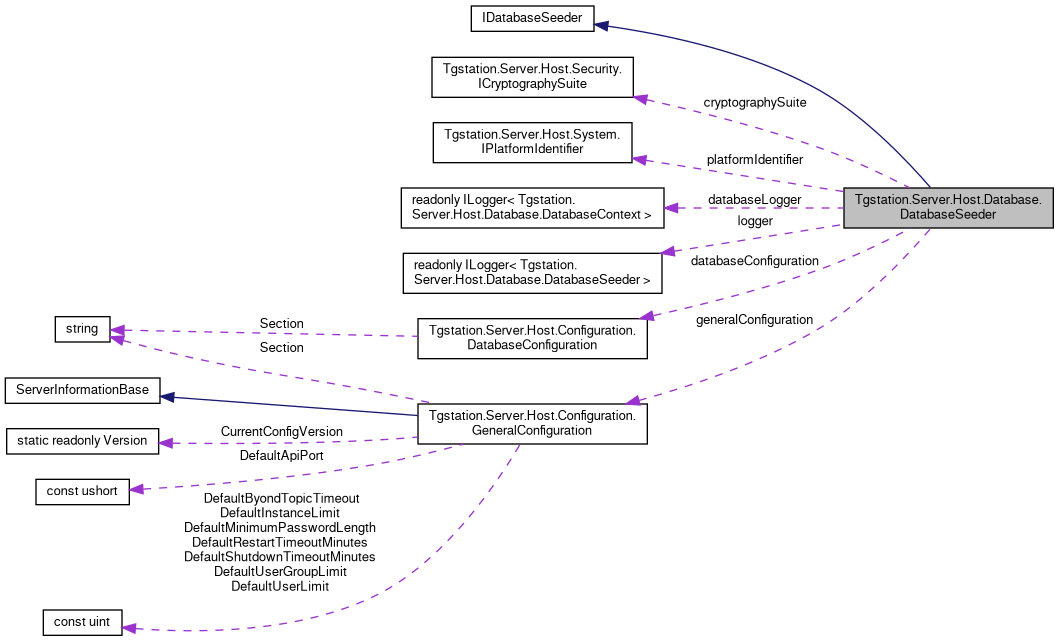 IDatabaseSeeder
Tgstation.Server.Host.Security.
ICryptographySuite
cryptographySuite
Tgstation.Server.Host.System.
IPlatformIdentifier
platformIdentifier
readonly ILogger< Tgstation.
Server.Host.Database.DatabaseContext >
databaseLogger
Tgstation.Server.Host.Database.
DatabaseSeeder
logger
readonly ILogger< Tgstation.
Server.Host.Database.DatabaseSeeder >
databaseConfiguration
string
Section
Section
Tgstation.Server.Host.Configuration.
DatabaseConfiguration
generalConfiguration
ServerInformationBase
Tgstation.Server.Host.Configuration.
GeneralConfiguration
static readonly Version
CurrentConfigVersion
DefaultApiPort
const ushort
DefaultByondTopicTimeout
DefaultInstanceLimit
DefaultMinimumPasswordLength
DefaultRestartTimeoutMinutes
DefaultShutdownTimeoutMinutes
DefaultUserGroupLimit
DefaultUserLimit
const uint